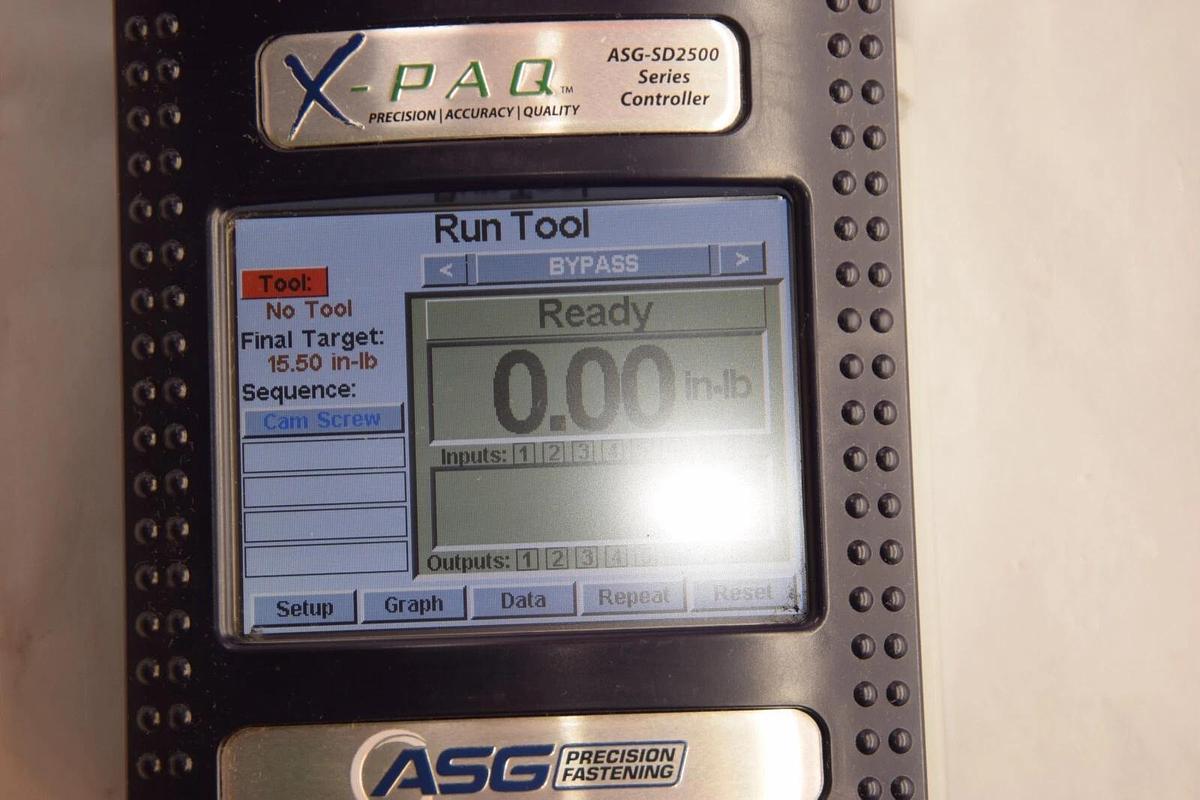 X-PAQ™
PRECISION | ACCURACY | QUALITY
ASG-SD2500
Series
Controller
Run Tool
< BYPASS >
Tool:
No Tool
Final Target:
15.50 in-lb
Sequence:
Cam Screw
Ready
0.00 in-lb
Inputs: 1 2 3 4
Outputs: 1 2 3 4
Setup Graph Data Repeat Reset
ASG PRECISION
FASTENING